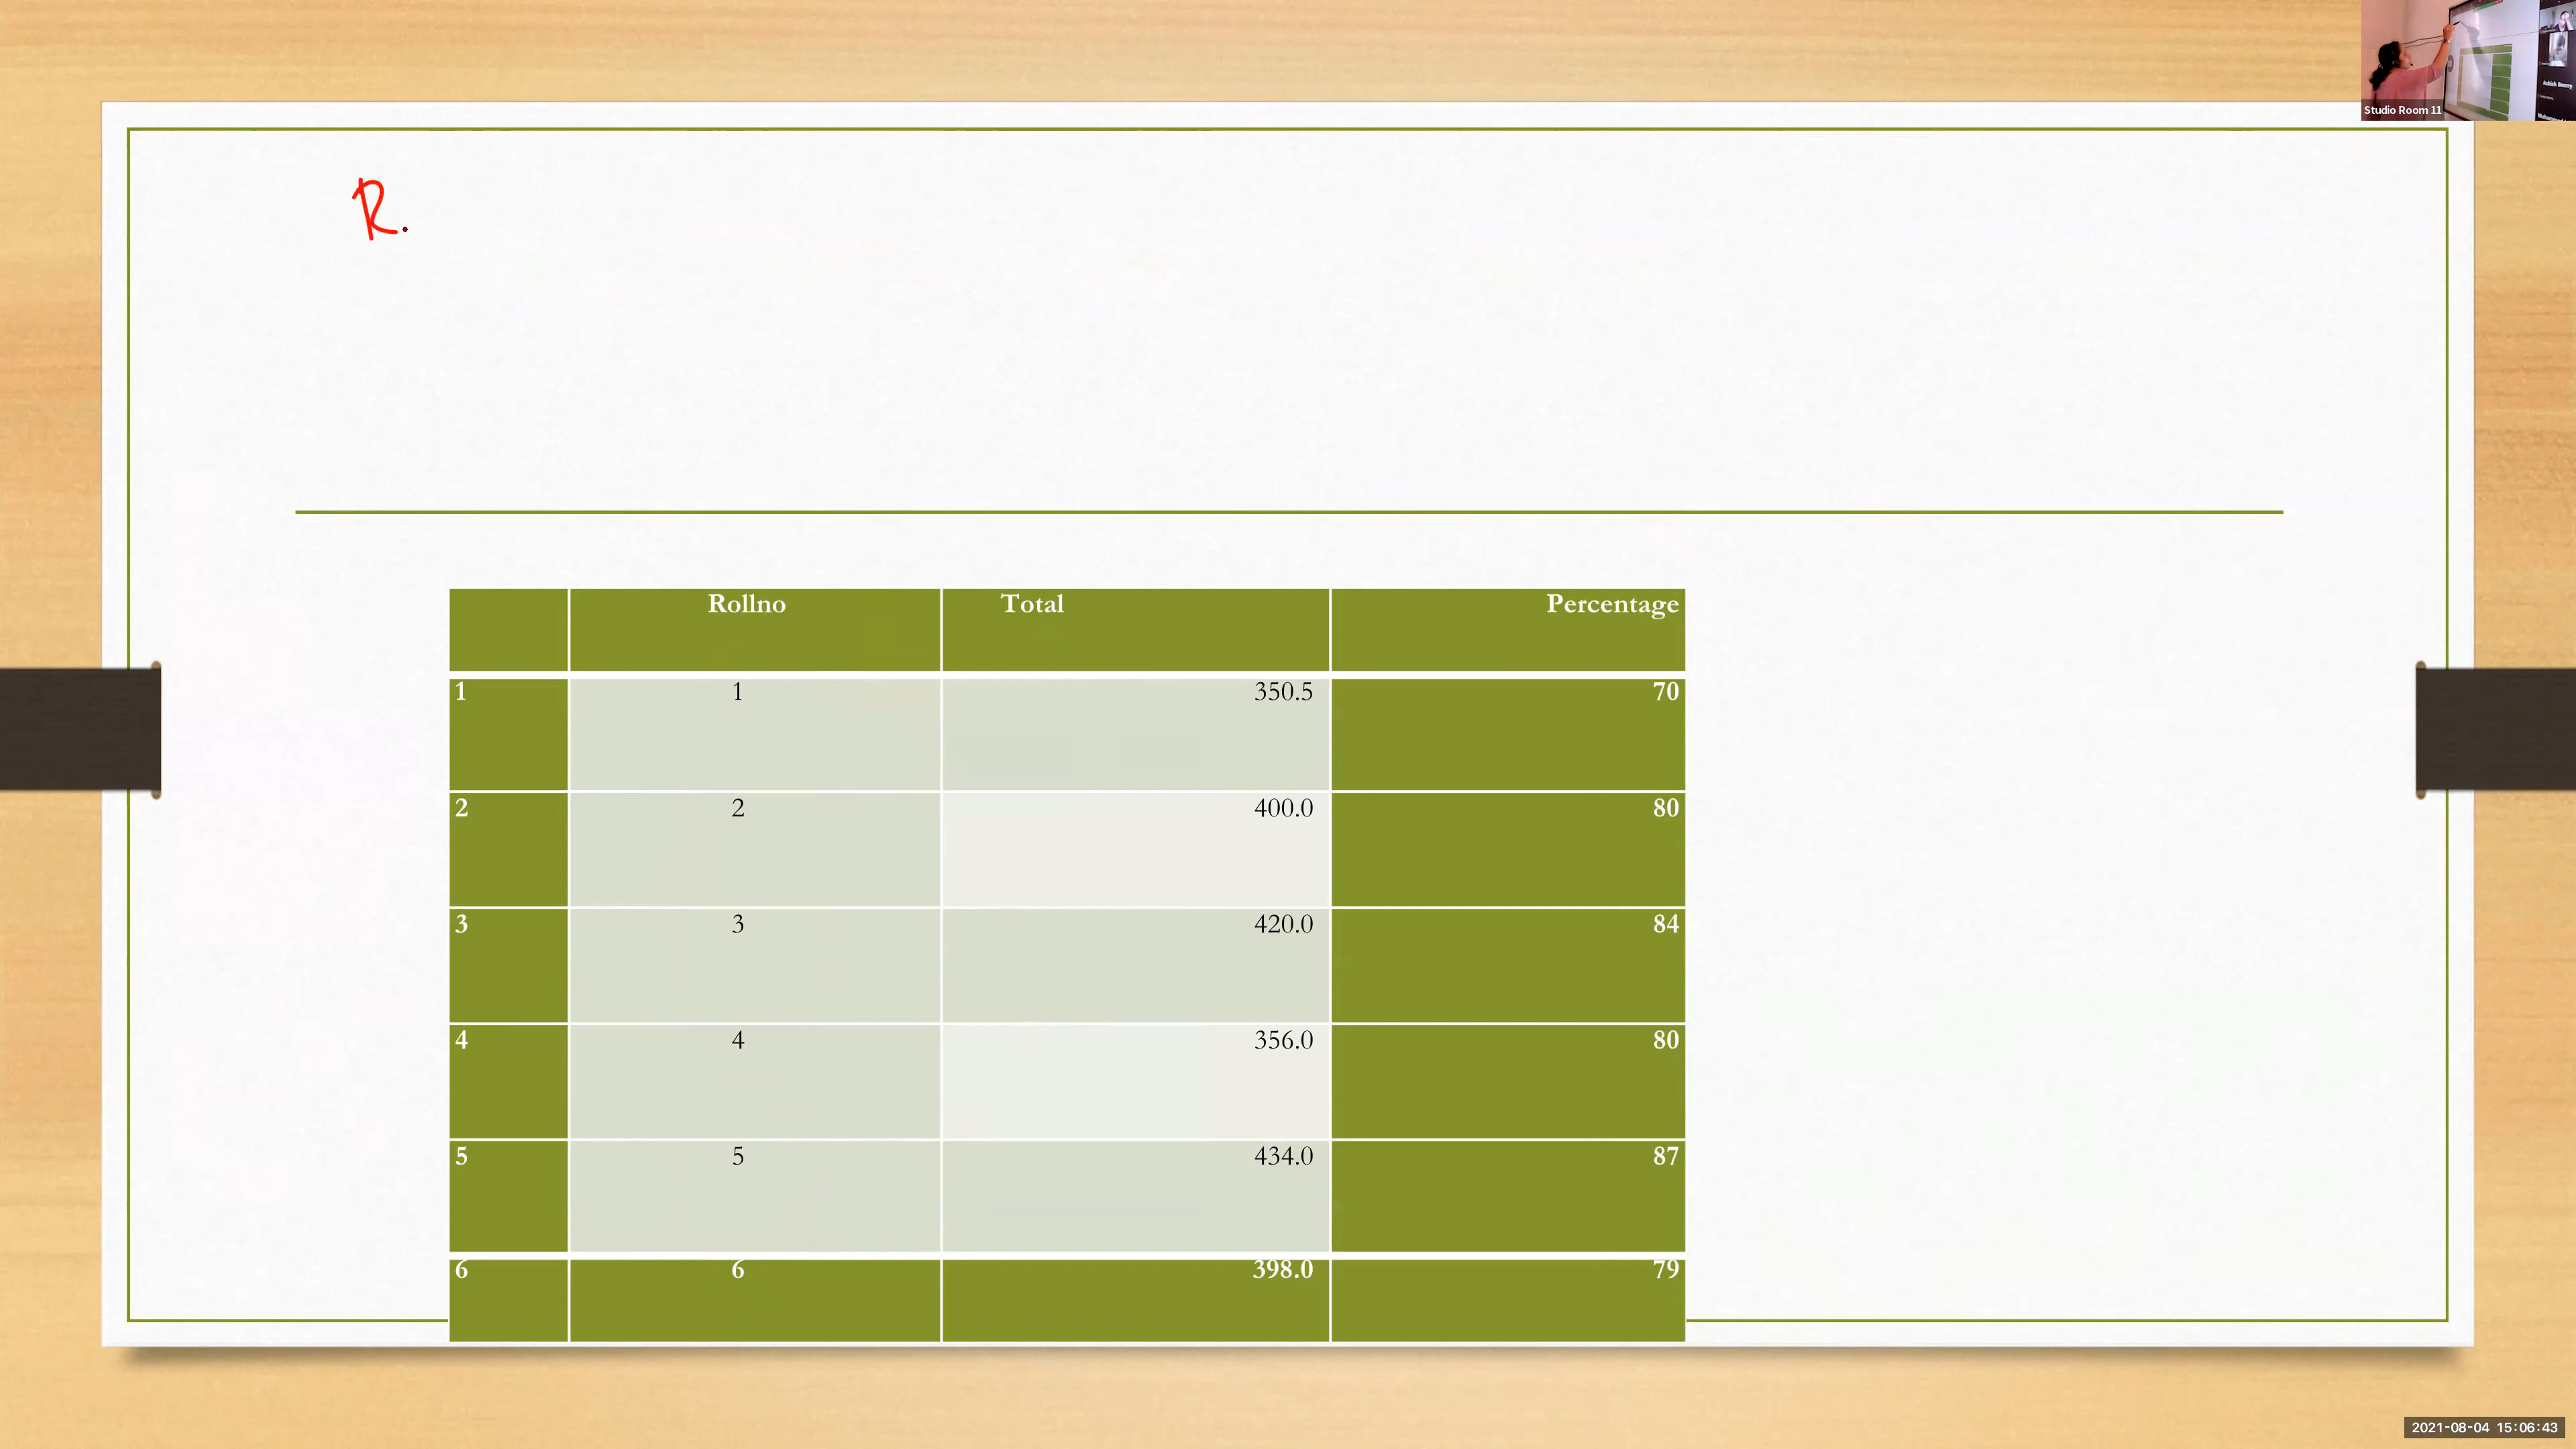 Studio Room 11
R.
Rollno Total Percentage
1 1 350.5 70
2 2 400.0 80
3 3 420.0 84
4 4 356.0 80
5 5 434.0 87
6 6 398.0 79
2021-08-04 15:06:43